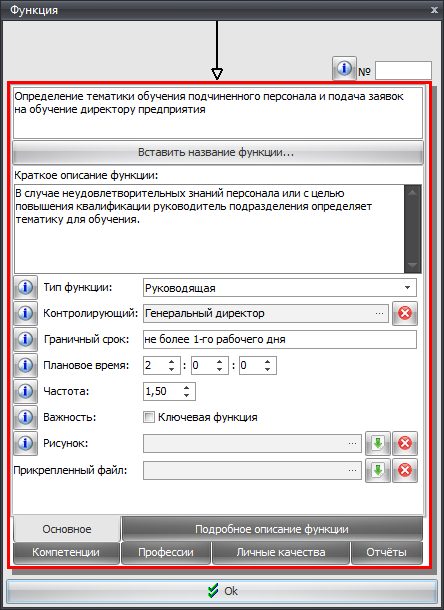 Функция
№
Определение тематики обучения подчиненного персонала и подача заявок
на обучение директору предприятия
Вставить название функции...
Краткое описание функции:
В случае неудовлетворительных знаний персонала или с целью
повышения квалификации руководитель подразделения определяет
тематику для обучения.
Тип функции: Руководящая
Контролирующий: Генеральный директор ...
Граничный срок: не более 1-го рабочего дня
Плановое время: 2 : 0 : 0
Частота: 1,50
Важность: Ключевая функция
Рисунок: ...
Прикрепленный файл: ...
Основное Подробное описание функции
Компетенции Профессии Личные качества Отчёты
Ok